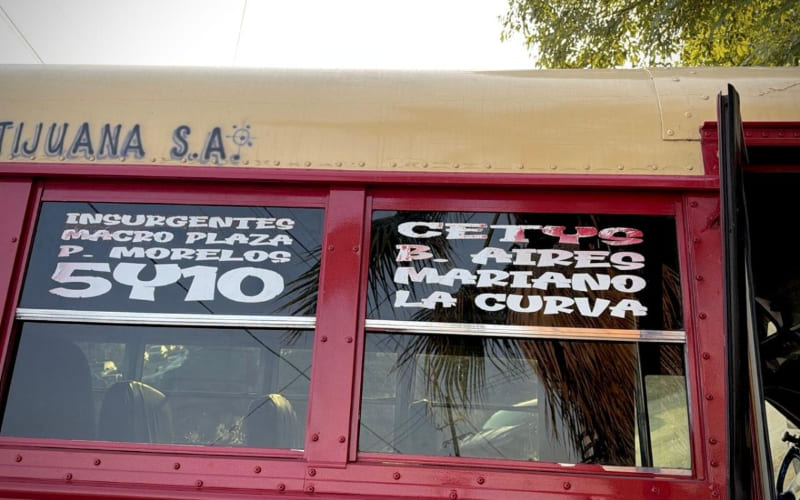 TIJUANA S.A.
INSURGENTES
MACRO PLAZA
P. MORELOS
5Y10
CETYS
B. AIRES
MARIANO
LA CURVA